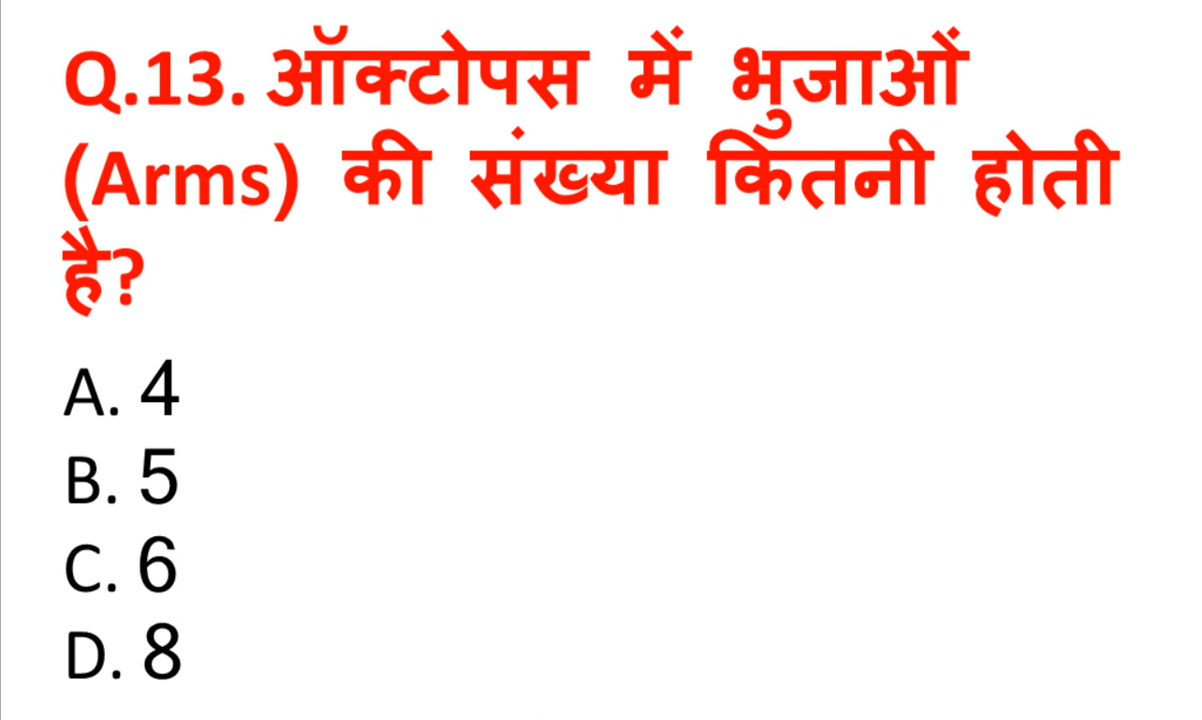 Q.13. ऑक्टोपस में भुजाओं
(Arms) की संख्या कितनी होती
है?
A. 4
B. 5
C. 6
D. 8